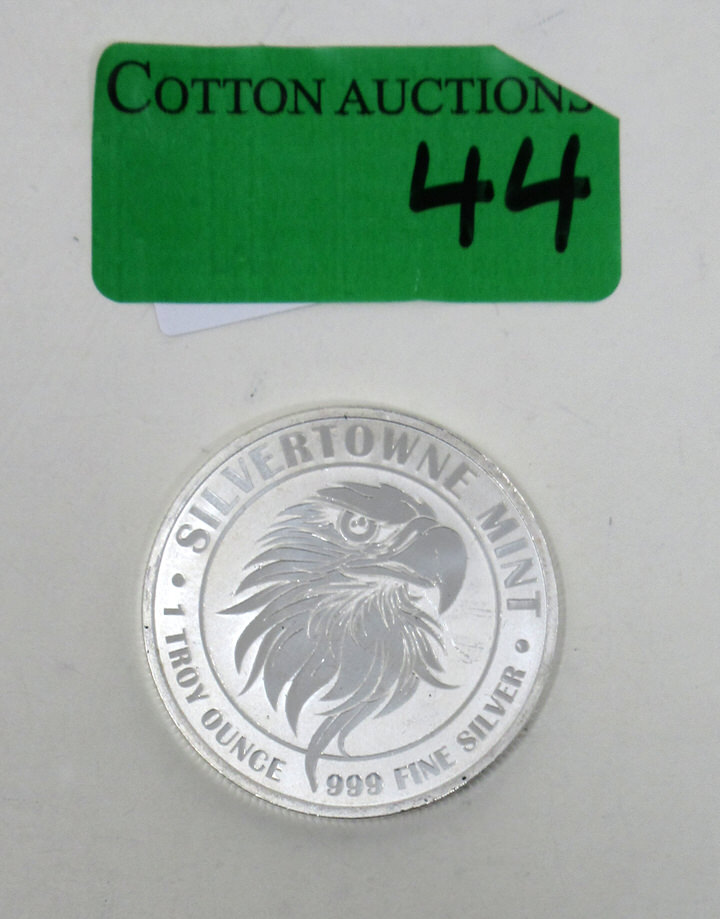 COTTON AUCTIONS
44
SILVERTOWNE MINT
1 TROY OUNCE 999 FINE SILVER